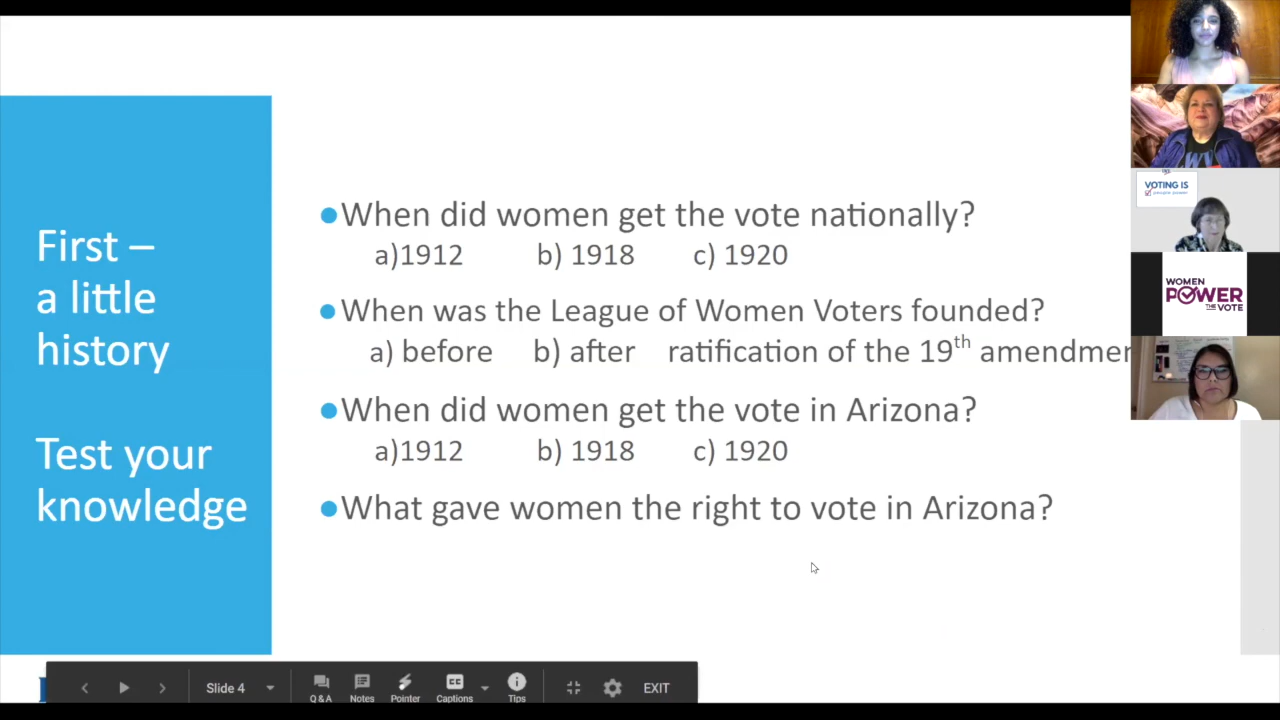 First –
a little
history
Test your
knowledge
●When did women get the vote nationally?
a)1912 b) 1918 c) 1920
●When was the League of Women Voters founded?
a) before b) after ratification of the 19th amendmen
●When did women get the vote in Arizona?
a)1912 b) 1918 c) 1920
●What gave women the right to vote in Arizona?
VOTING IS
people power
WOMEN
POWER
THE VOTE
Slide 4
Q & A Notes Pointer Captions Tips
EXIT